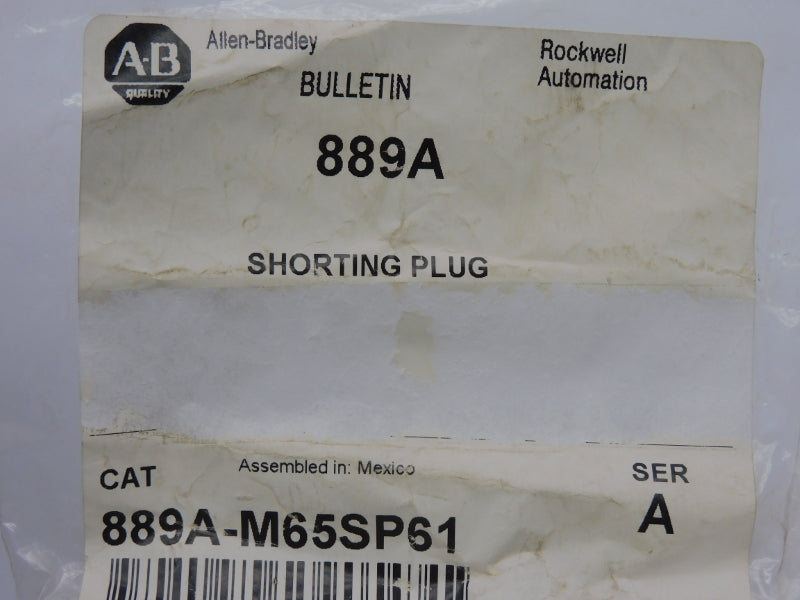 A-B
QUALITY
Allen-Bradley
BULLETIN
Rockwell
Automation
889A
SHORTING PLUG
CAT
Assembled in: Mexico
SER
889A-M65SP61
A